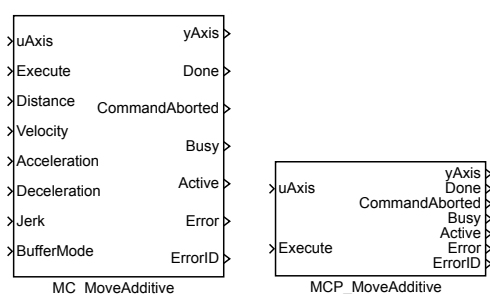 uAxis
Execute
Distance
Velocity
Acceleration
Deceleration
Jerk
BufferMode
yAxis
Done
CommandAborted
Busy
Active
Error
ErrorID
MC_MoveAdditive
uAxis
Execute
yAxis
Done
CommandAborted
Busy
Active
Error
ErrorID
MCP_MoveAdditive